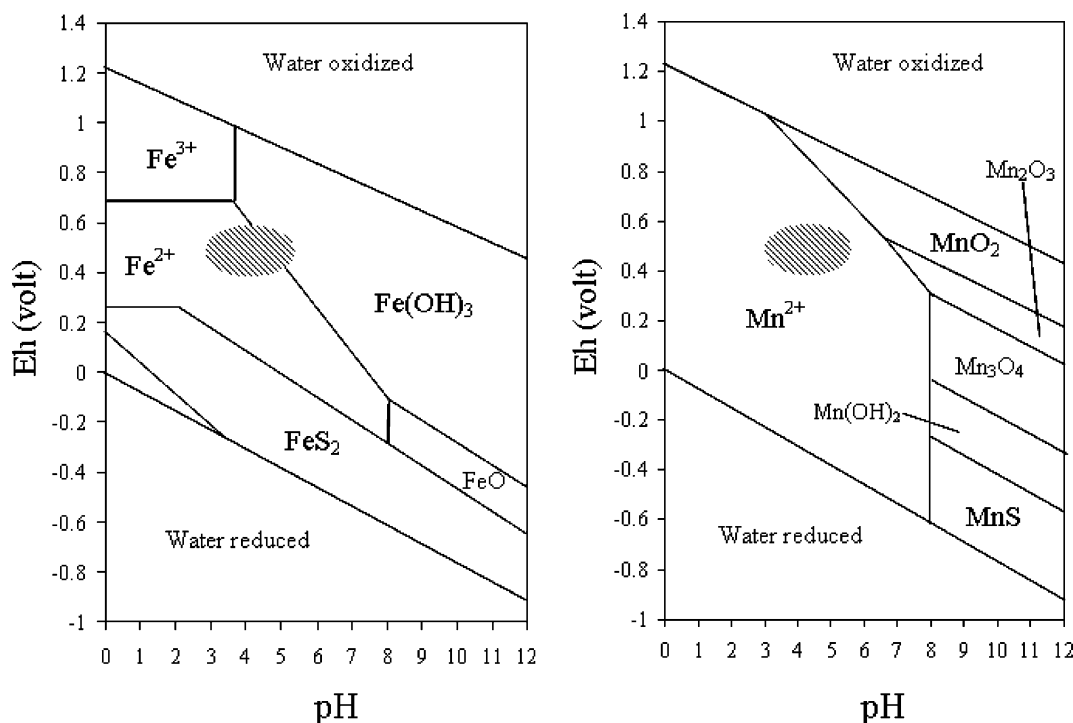 1.4
1.2
1
0.8
0.6
0.4
0.2
0
-0.2
-0.4
-0.6
-0.8
-1
Eh (volt)
Water oxidized
Fe³⁺
Fe²⁺
Fe(OH)₃
FeS₂
FeO
Water reduced
0 1 2 3 4 5 6 7 8 9 10 11 12
pH
1.4
1.2
1
0.8
0.6
0.4
0.2
0
-0.2
-0.4
-0.6
-0.8
-1
Eh (volt)
Water oxidized
Mn₂O₃
MnO₂
Mn²⁺
Mn₃O₄
Mn(OH)₂
MnS
Water reduced
0 1 2 3 4 5 6 7 8 9 10 11 12
pH